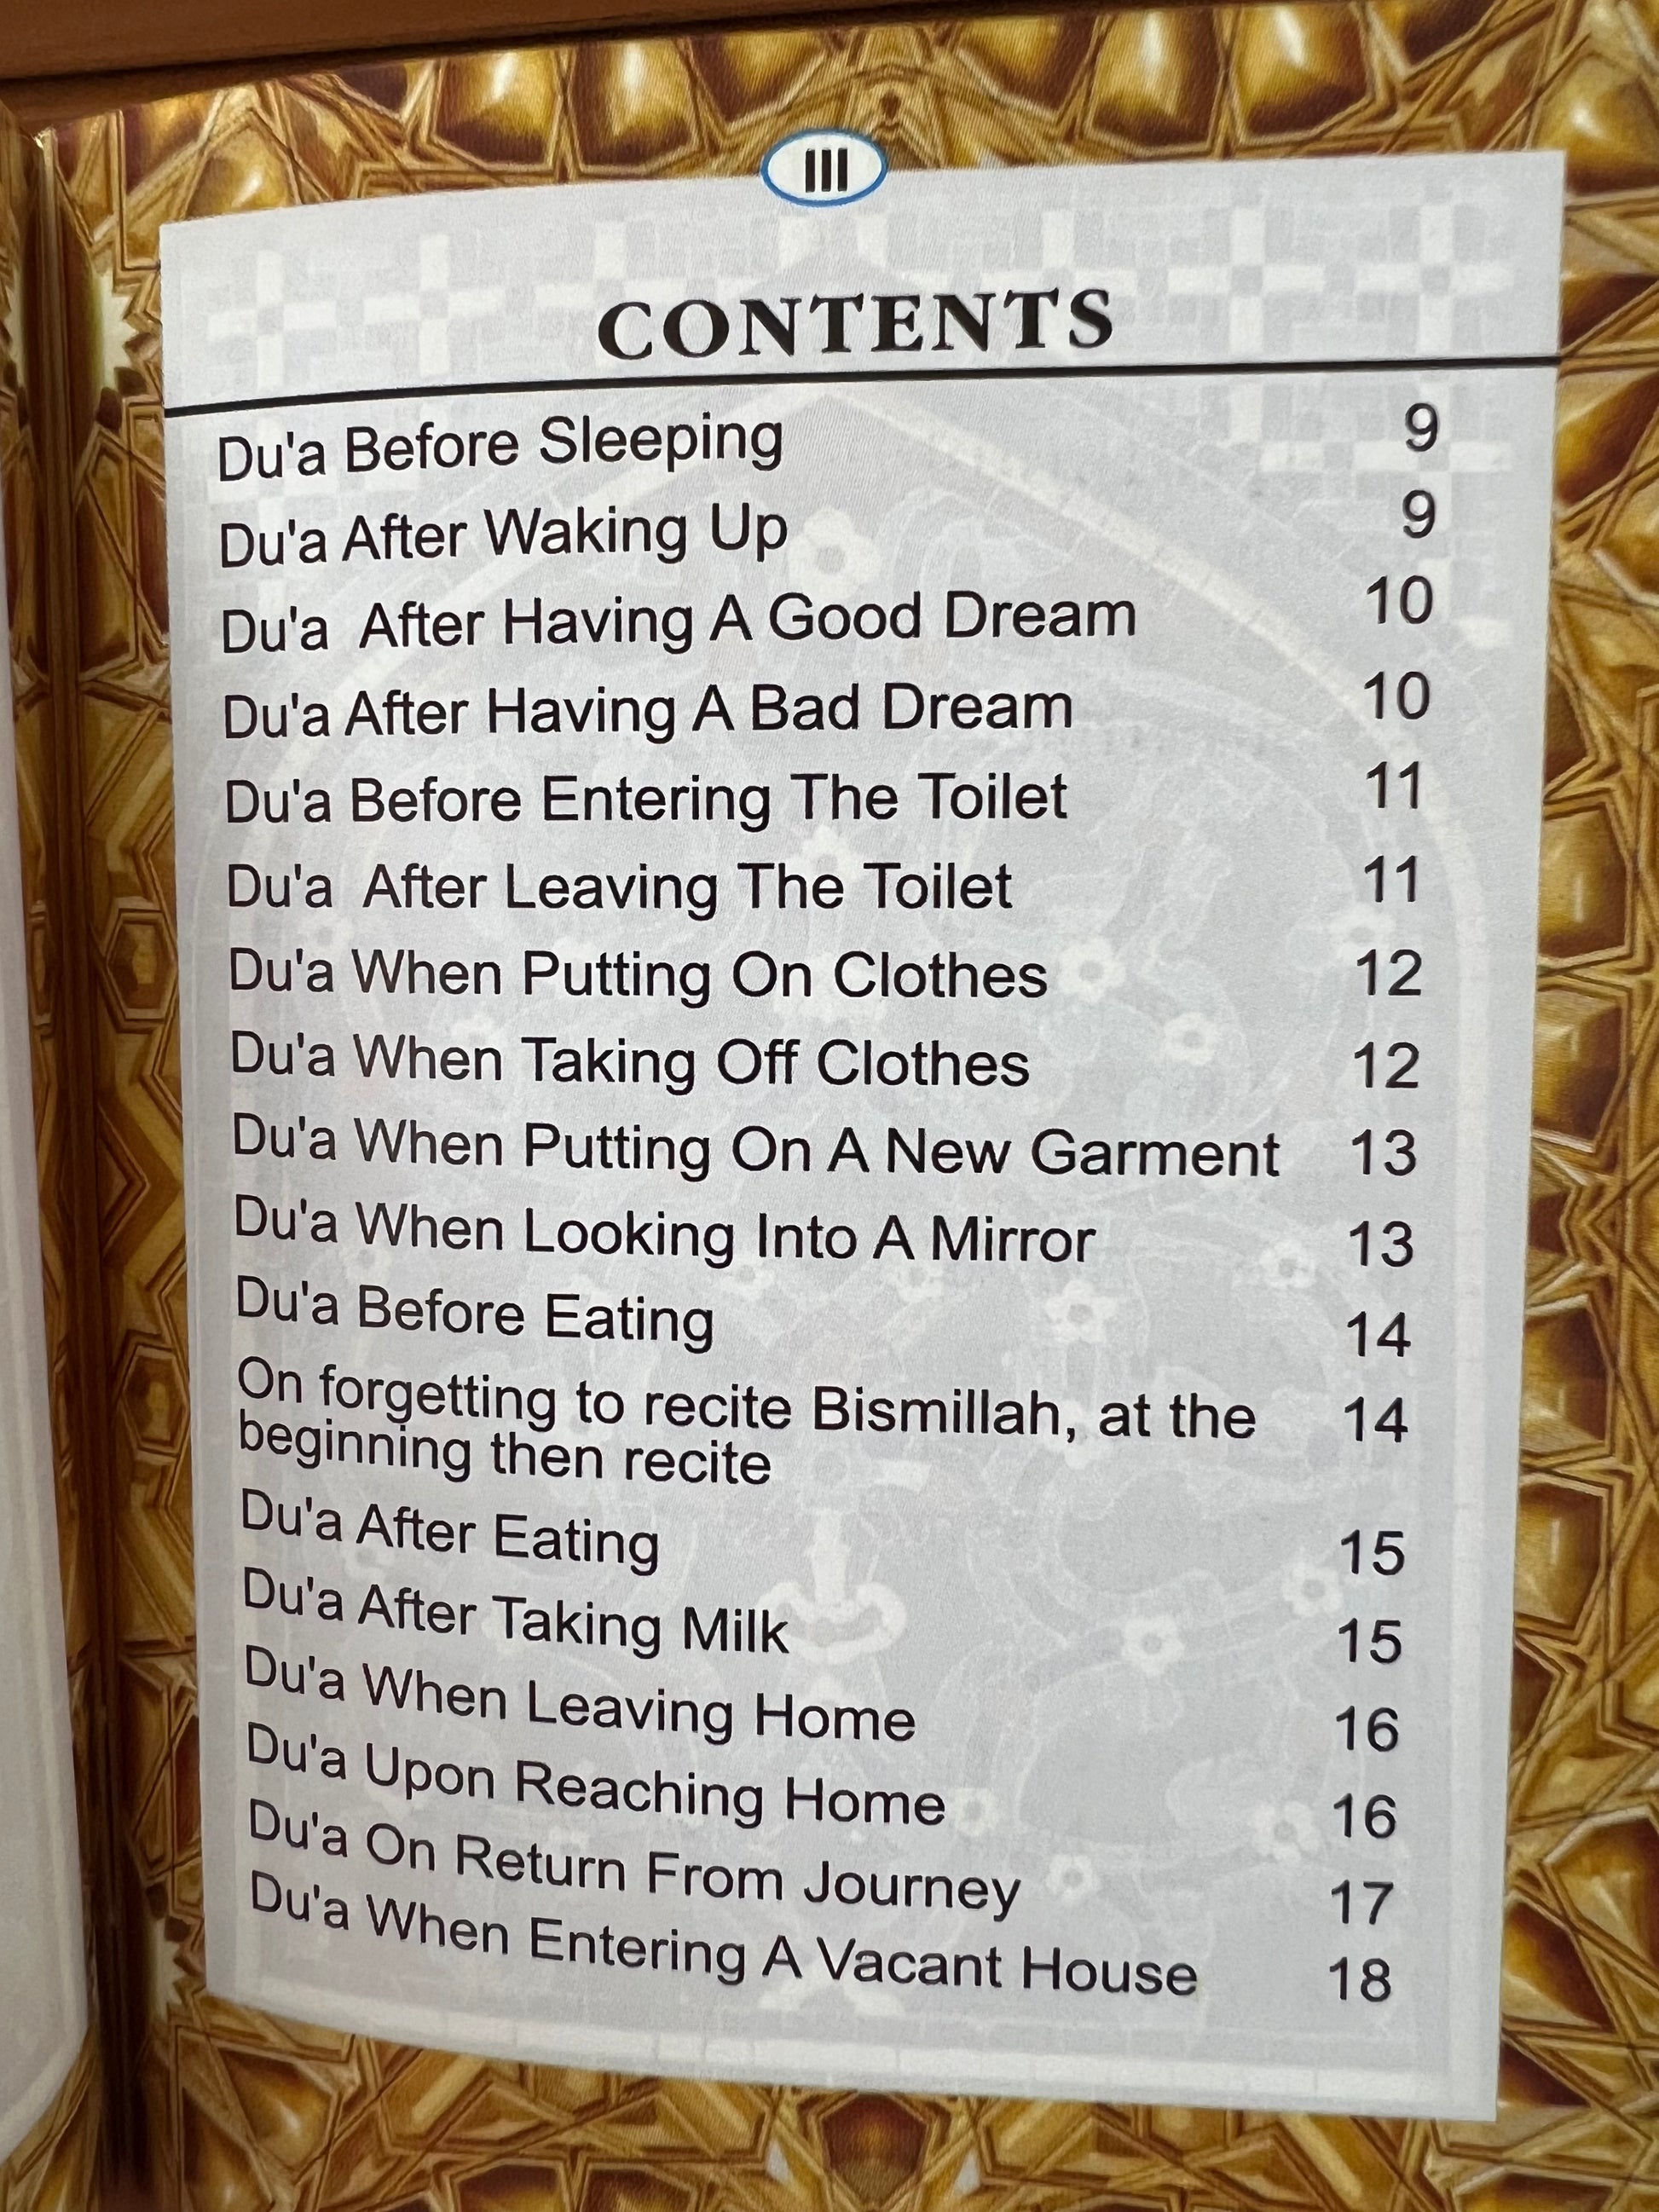 III
CONTENTS
Du'a Before Sleeping 9
Du'a After Waking Up 9
Du'a After Having A Good Dream 10
Du'a After Having A Bad Dream 10
Du'a Before Entering The Toilet 11
Du'a After Leaving The Toilet 11
Du'a When Putting On Clothes 12
Du'a When Taking Off Clothes 12
Du'a When Putting On A New Garment 13
Du'a When Looking Into A Mirror 13
Du'a Before Eating 14
On forgetting to recite Bismillah, at the 14
beginning then recite
Du'a After Eating 15
Du'a After Taking Milk 15
Du'a When Leaving Home 16
Du'a Upon Reaching Home 16
Du'a On Return From Journey 17
Du'a When Entering A Vacant House 18